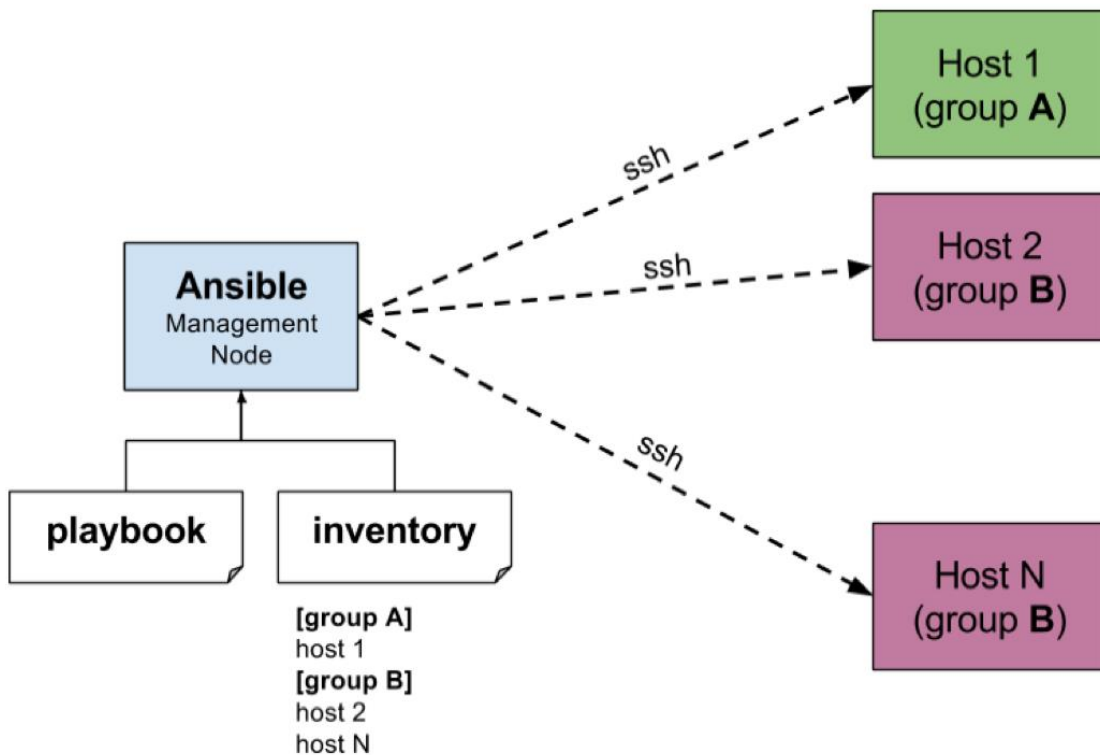 Host 1
(group A)
ssh
Host 2
(group B)
ssh
Ansible
Management
Node
ssh
playbook
inventory
Host N
(group B)
[group A]
host 1
[group B]
host 2
host N